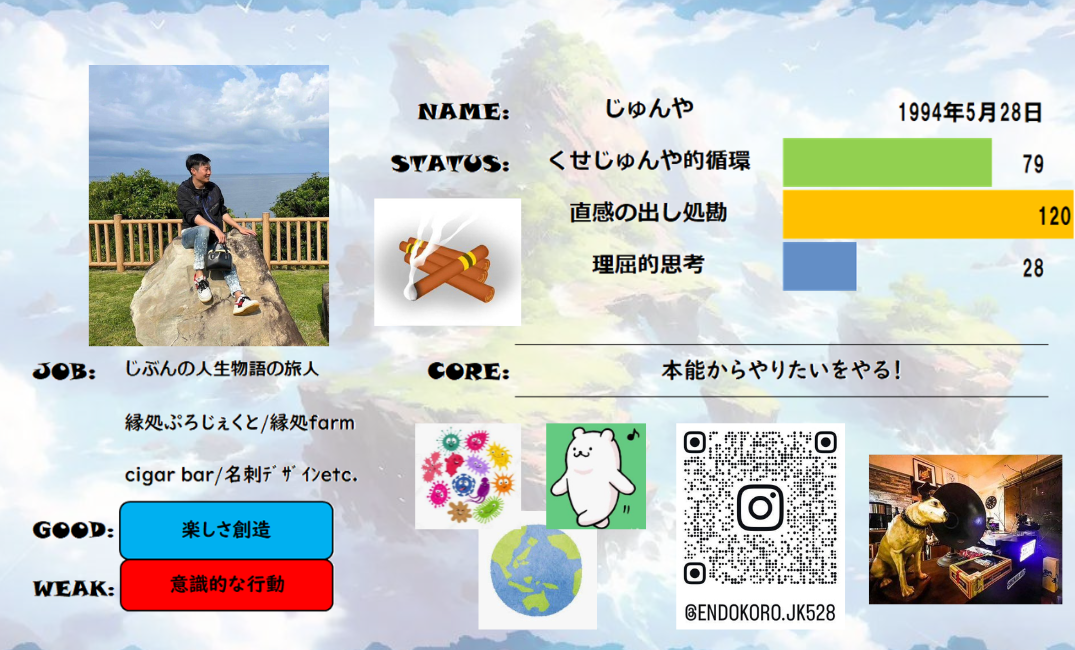 NAME: じゅんや 1994年5月28日
STATUS: くせじゅんや的循環 79
直感の出し処勘 120
理屈的思考 28
JOB: じぶんの人生物語の旅人
縁処ぷろじぇくと/縁処farm
cigar bar/名刺ﾃﾞｻﾞｲﾝetc.
CORE: 本能からやりたいをやる!
GOOD: 楽しさ創造
WEAK: 意識的な行動
@ENDOKORO.JK528